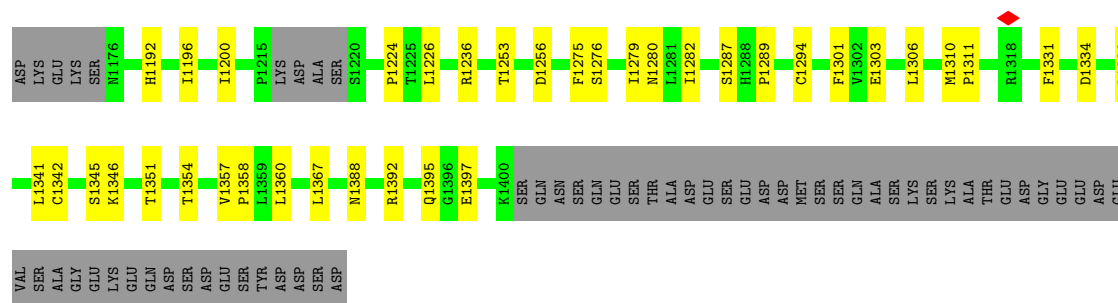 ASP LYS GLU LYS SER N1176 H1192 I1196 I1200 P1215 LYS ASP ALA SER S1220 P1224 T1225 L1226 R1236 T1253 D1256 F1275 S1276 I1279 N1280 L1281 I1282 S1287 H1288 P1289 C1294 F1301 V1302 E1303 L1306 M1310 P1311 R1318 F1331 D1334
L1341 C1342 S1345 K1346 T1351 T1354 V1357 P1358 L1359 L1360 L1367 N1388 R1392 Q1395 G1396 E1397 K1400 SER GLN ASN SER GLN GLU SER THR ALA ASP GLU SER GLU ASP ASP MET SER SER GLN ALA SER LYS SER LYS ALA THR GLU ASP GLY GLU GLU ASP GLU
VAL SER ALA GLY GLU LYS GLU GLN ASP SER ASP GLU SER TYR ASP ASP SER ASP